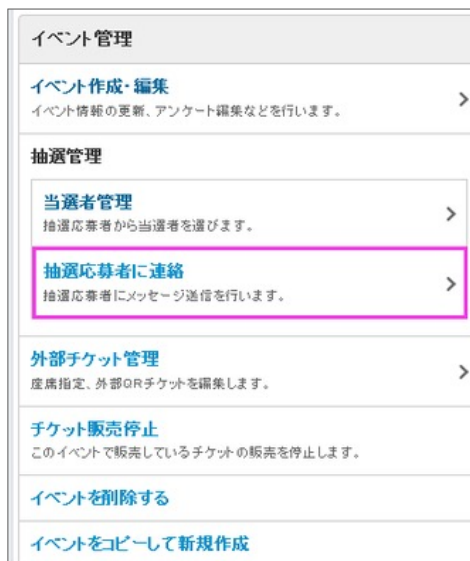 イベント管理
イベント作成・編集
イベント情報の更新、アンケート編集などを行います。
抽選管理
当選者管理
抽選応募者から当選者を選びます。
抽選応募者に連絡
抽選応募者にメッセージ送信を行います。
外部チケット管理
座席指定、外部QRチケットを編集します。
チケット販売停止
このイベントで販売しているチケットの販売を停止します。
イベントを削除する
イベントをコピーして新規作成